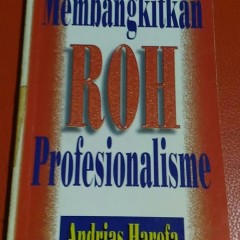 Membangkitkan
ROH
Profesionalisme
Andrias Harefa